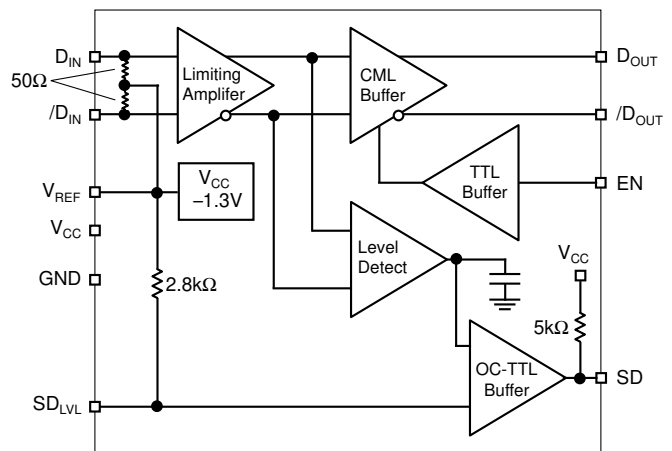 D_IN
50Ω
/D_IN
V_REF
V_CC
GND
SD_LVL
Limiting
Amplifer
CML
Buffer
D_OUT
/D_OUT
TTL
Buffer
EN
V_CC
–1.3V
2.8kΩ
Level
Detect
V_CC
5kΩ
OC-TTL
Buffer
SD